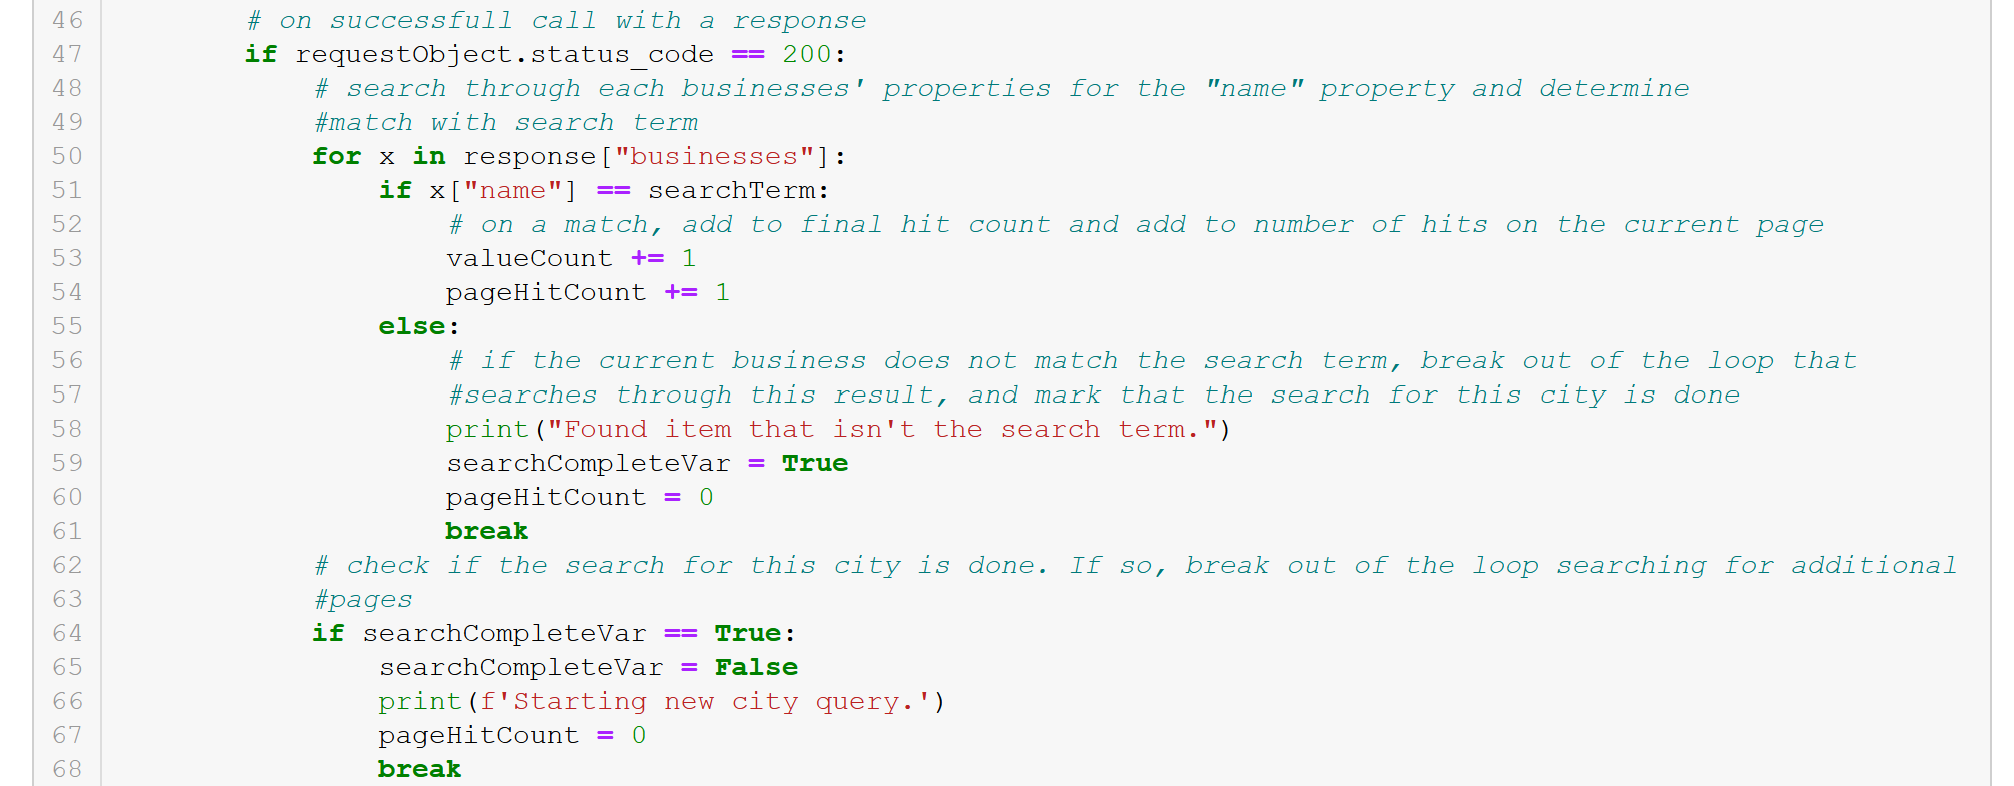 46 # on successfull call with a response
47 if requestObject.status_code == 200:
48 # search through each businesses' properties for the "name" property and determine
49 #match with search term
50 for x in response["businesses"]:
51 if x["name"] == searchTerm:
52 # on a match, add to final hit count and add to number of hits on the current page
53 valueCount += 1
54 pageHitCount += 1
55 else:
56 # if the current business does not match the search term, break out of the loop that
57 #searches through this result, and mark that the search for this city is done
58 print("Found item that isn't the search term.")
59 searchCompleteVar = True
60 pageHitCount = 0
61 break
62 # check if the search for this city is done. If so, break out of the loop searching for additional
63 #pages
64 if searchCompleteVar == True:
65 searchCompleteVar = False
66 print(f'Starting new city query.')
67 pageHitCount = 0
68 break